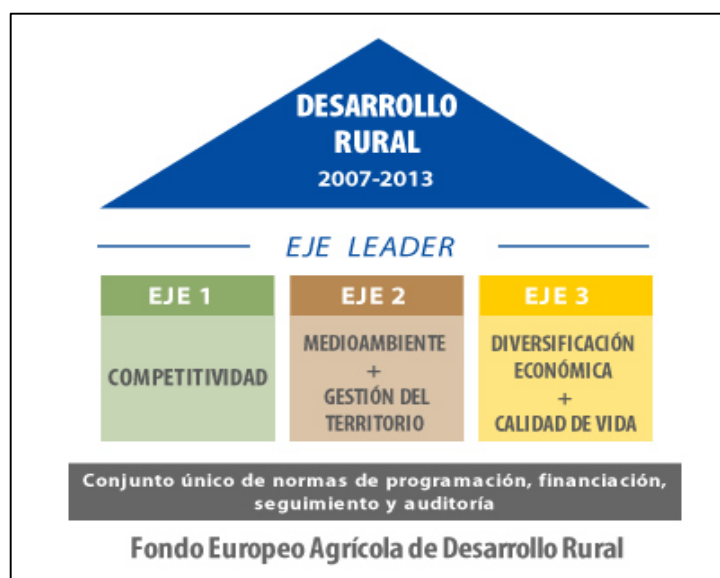 DESARROLLO
RURAL
2007-2013
EJE LEADER
EJE 1
COMPETITIVIDAD
EJE 2
MEDIOAMBIENTE
+
GESTIÓN DEL
TERRITORIO
EJE 3
DIVERSIFICACIÓN
ECONÓMICA
+
CALIDAD DE VIDA
Conjunto único de normas de programación, financiación,
seguimiento y auditoría
Fondo Europeo Agrícola de Desarrollo Rural